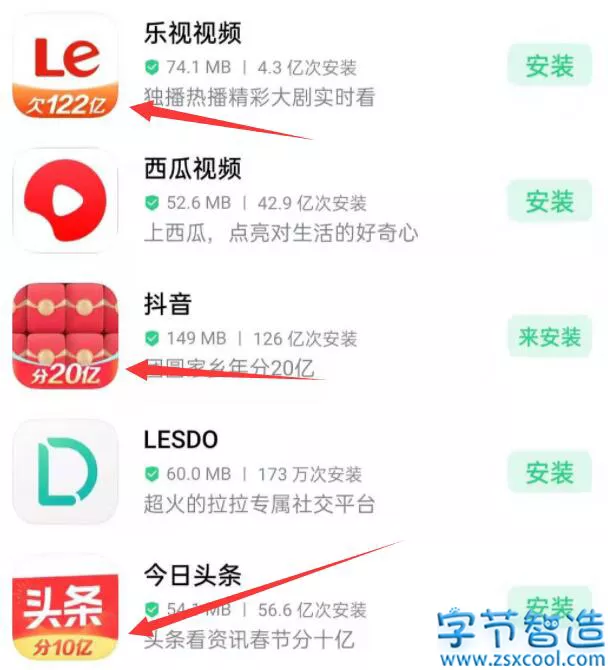 Le
欠122亿
乐视视频
74.1 MB | 4.3 亿次安装
独播热播精彩大剧实时看
安装
西瓜视频
52.6 MB | 42.9 亿次安装
上西瓜，点亮对生活的好奇心
安装
分20亿
抖音
149 MB | 126 亿次安装
团圆家乡年分20亿
来安装
LESDO
60.0 MB | 173 万次安装
超火的拉拉专属社交平台
安装
头条
分10亿
今日头条
54.1 MB | 56.6 亿次安装
头条看资讯春节分十亿
安装
字节智造
www.zsxcool.com